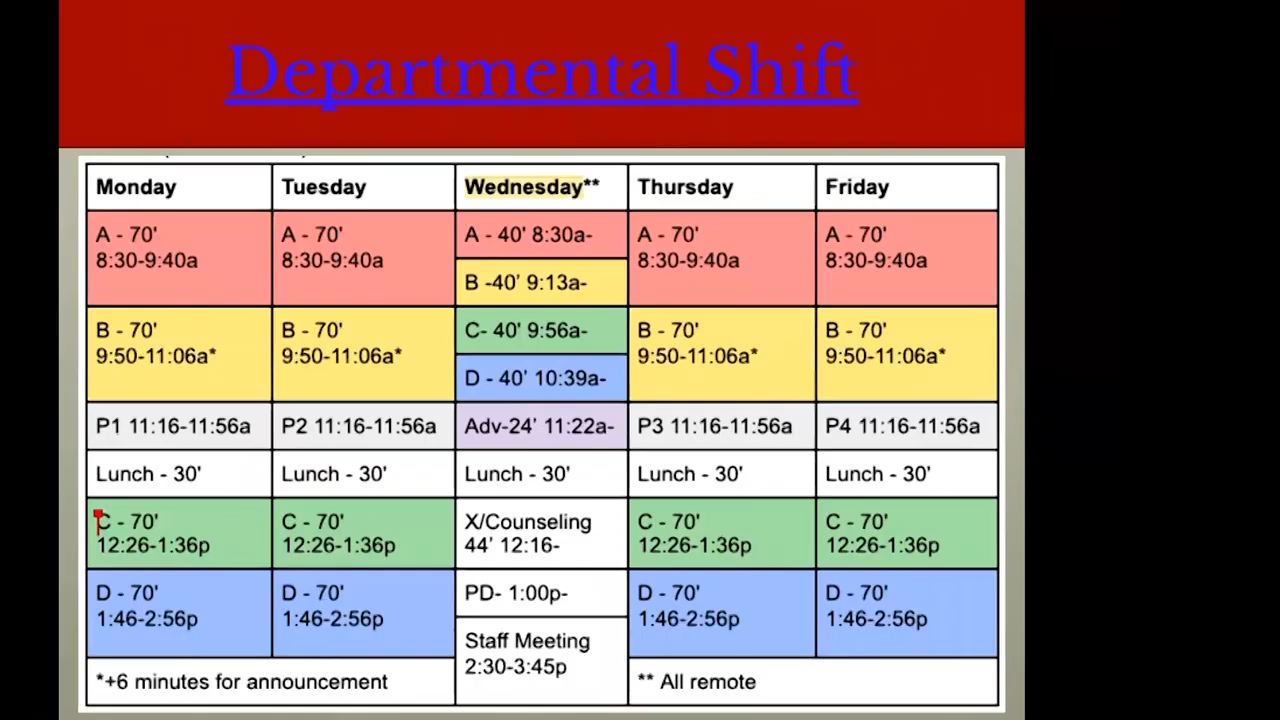 Departmental Shift
Monday Tuesday Wednesday** Thursday Friday
A - 70' A - 70' A - 40' 8:30a- A - 70' A - 70'
8:30-9:40a 8:30-9:40a 8:30-9:40a 8:30-9:40a
B -40’ 9:13a-
B - 70' B - 70' C- 40' 9:56a- B - 70' B - 70'
9:50-11:06a* 9:50-11:06a* 9:50-11:06a* 9:50-11:06a*
D - 40’ 10:39a-
P1 11:16-11:56a P2 11:16-11:56a Adv-24’ 11:22a- P3 11:16-11:56a P4 11:16-11:56a
Lunch - 30' Lunch - 30' Lunch - 30' Lunch - 30' Lunch - 30'
C - 70' C - 70' X/Counseling C - 70' C - 70'
12:26-1:36p 12:26-1:36p 44’ 12:16- 12:26-1:36p 12:26-1:36p
D - 70' D - 70' PD- 1:00p- D - 70' D - 70'
1:46-2:56p 1:46-2:56p 1:46-2:56p 1:46-2:56p
Staff Meeting
2:30-3:45p
*+6 minutes for announcement ** All remote